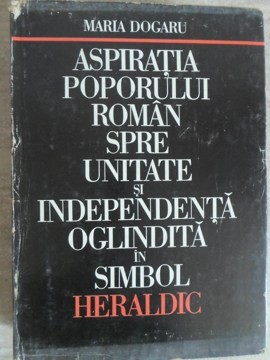 MARIA DOGARU
ASPIRAȚIA
POPORULUI
ROMÂN
SPRE
UNITATE
ȘI
INDEPENDENȚĂ
OGLINDITĂ
ÎN
SIMBOL
HERALDIC